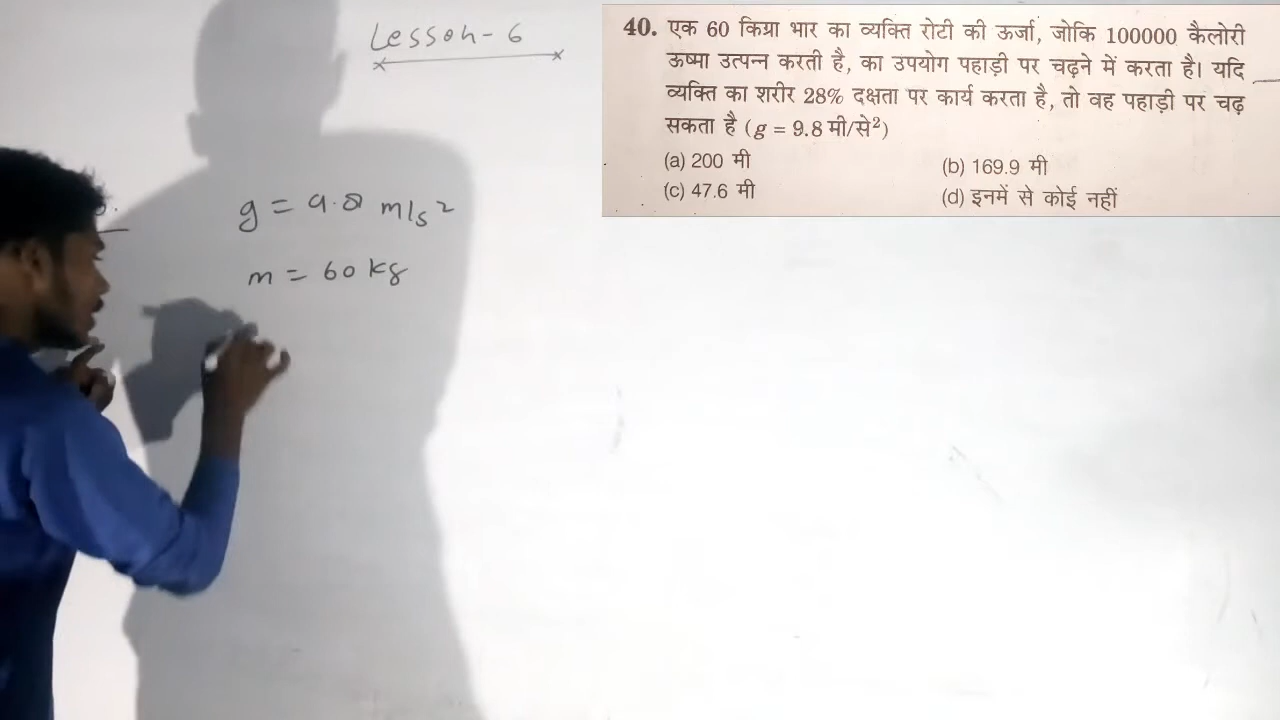 Lesson-6
40. एक 60 किग्रा भार का व्यक्ति रोटी की ऊर्जा, जोकि 100000 कैलोरी
ऊष्मा उत्पन्न करती है, का उपयोग पहाड़ी पर चढ़ने में करता है। यदि
व्यक्ति का शरीर 28% दक्षता पर कार्य करता है, तो वह पहाड़ी पर चढ़
सकता है (g = 9.8 मी/से²)
(a) 200 मी
(b) 169.9 मी
(c) 47.6 मी
(d) इनमें से कोई नहीं
g = 9.8 m/s²
m = 60 kg